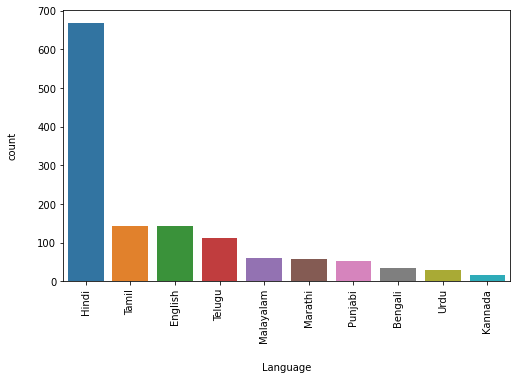 700
600
500
400
300
200
100
0
count
Hindi
Tamil
English
Telugu
Malayalam
Marathi
Punjabi
Bengali
Urdu
Kannada
Language